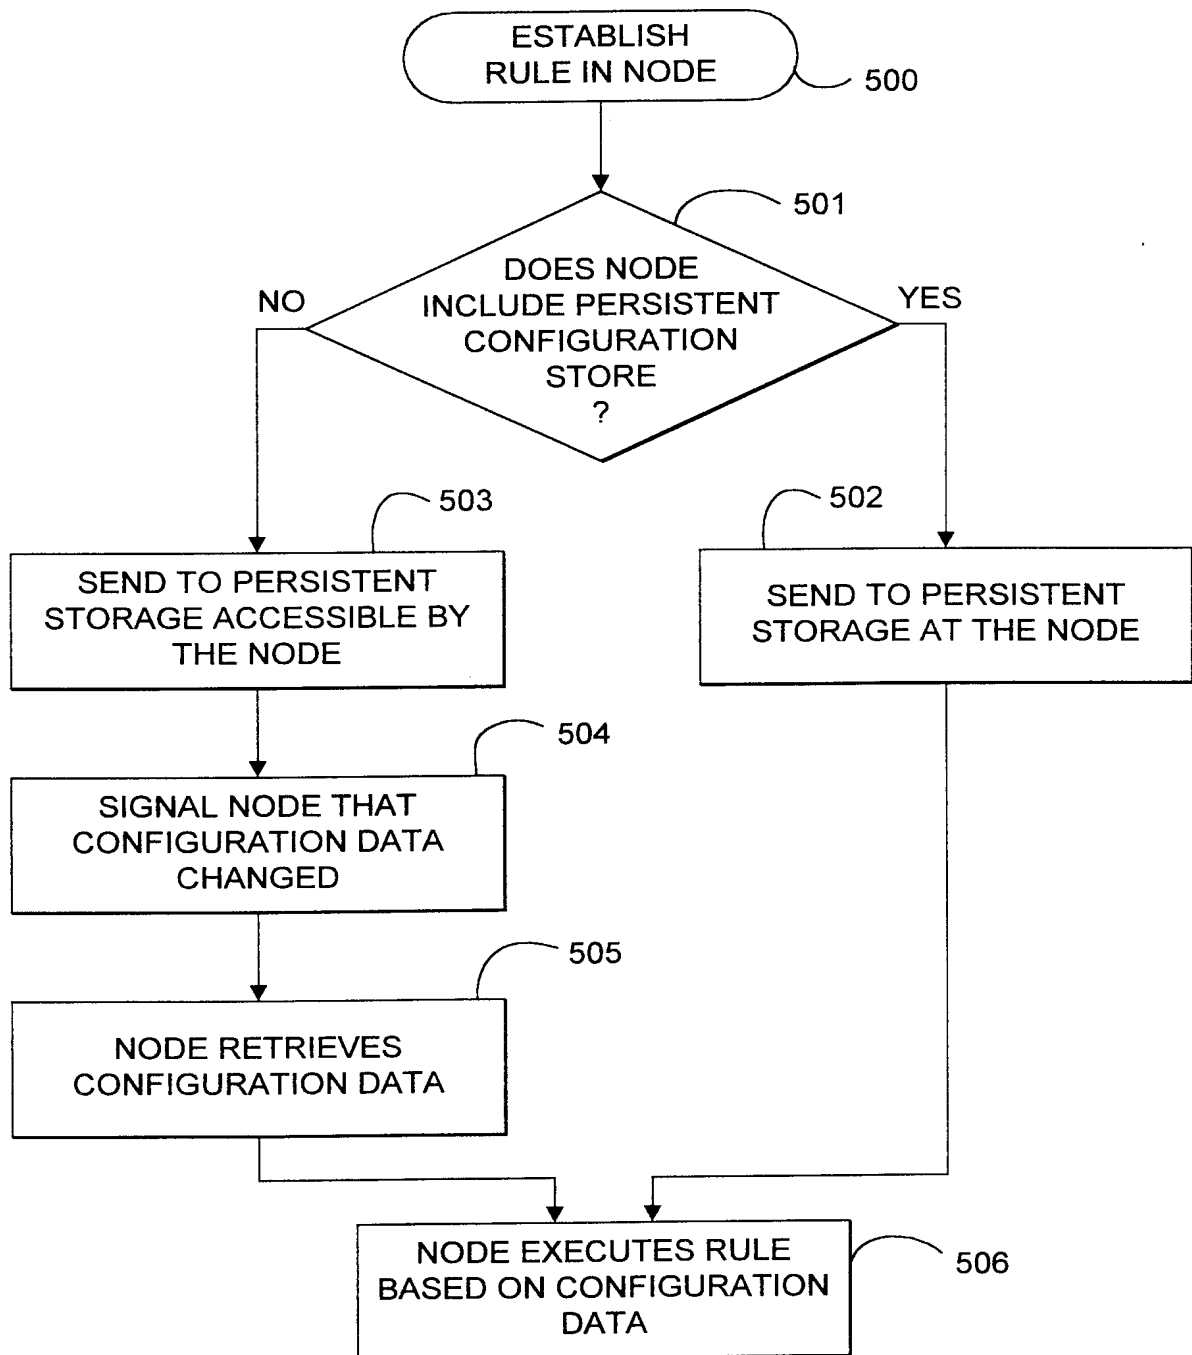 ESTABLISH
RULE IN NODE
500
501
DOES NODE
INCLUDE PERSISTENT
CONFIGURATION
STORE
?
NO
YES
503
502
SEND TO PERSISTENT
STORAGE ACCESSIBLE BY
THE NODE
SEND TO PERSISTENT
STORAGE AT THE NODE
504
SIGNAL NODE THAT
CONFIGURATION DATA
CHANGED
505
NODE RETRIEVES
CONFIGURATION DATA
NODE EXECUTES RULE
BASED ON CONFIGURATION
DATA
506